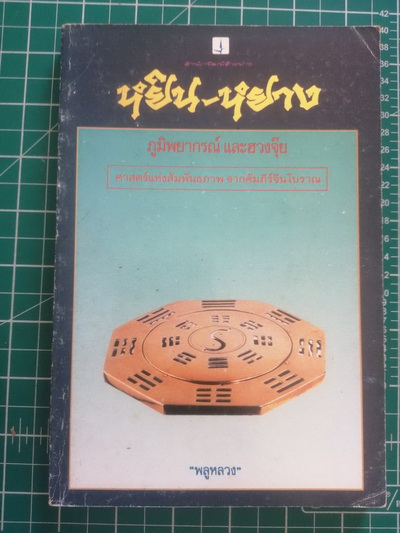 หยิน-หยาง
ภูมิพยากรณ์ และฮวงจุ้ย
ศาสตร์แห่งสัมพันธภาพ จากคัมภีร์จีนโบราณ
"พลูหลวง"